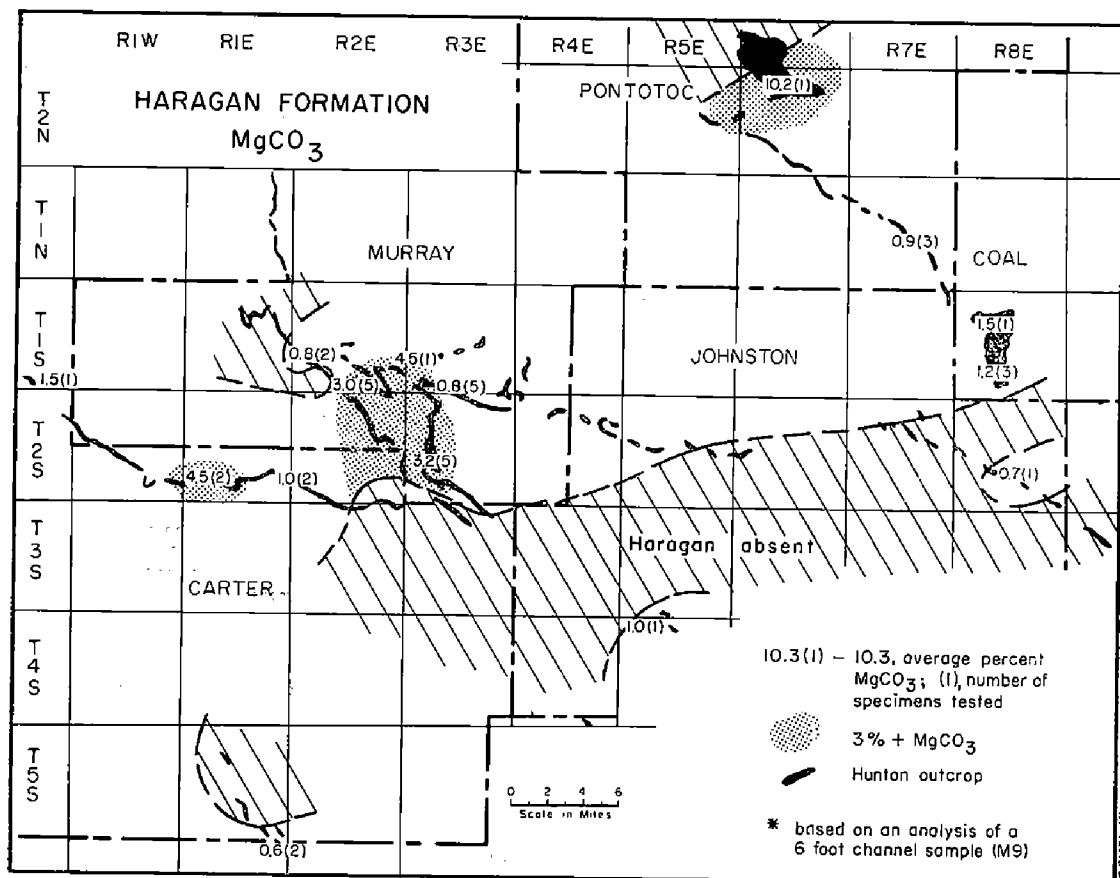 R1W R1E R2E R3E R4E R5E R7E R8E
T2N
HARAGAN FORMATION
MgCO3
PONTOTOC
10.2(1)
T1N
MURRAY
0.9(3)
COAL
T1S
1.5(1)
0.8(2)
4.5(1)*
3.0(5)
0.8(5)
JOHNSTON
1.5(1)
1.2(3)
T2S
4.5(2)
1.0(2)
3.2(5)
0.7(1)
T3S
Haragan absent
CARTER
T4S
1.0(1)
T5S
0.6(2)
10.3(1) – 10.3, average percent
MgCO3; (1), number of
specimens tested
3% + MgCO3
Hunton outcrop
* based on an analysis of a
6 foot channel sample (M9)
0 2 4 6
Scale in Miles